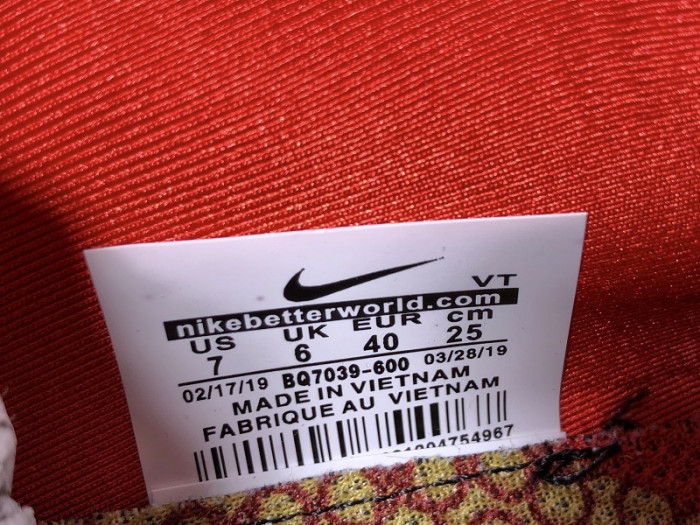 VT
nikebetterworld.com
US UK EUR cm
7 6 40 25
02/17/19 BQ7039-600 03/28/19
MADE IN VIETNAM
FABRIQUE AU VIETNAM
1204754967